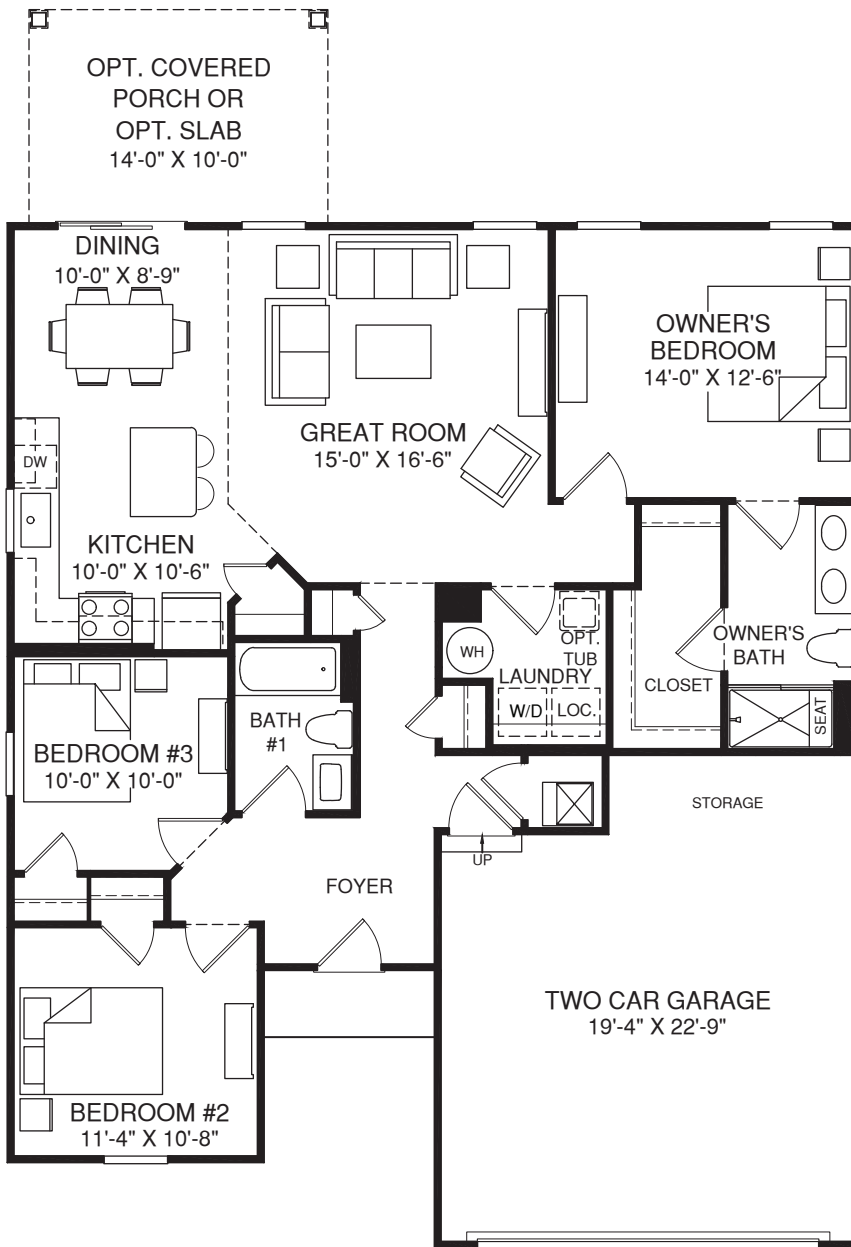 OPT. COVERED
PORCH OR
OPT. SLAB
14'-0" X 10'-0"
DINING
10'-0" X 8'-9"
OWNER'S
BEDROOM
14'-0" X 12'-6"
GREAT ROOM
15'-0" X 16'-6"
DW
KITCHEN
10'-0" X 10'-6"
OPT.
TUB
WH
LAUNDRY
W/D
LOC.
OWNER'S
BATH
CLOSET
SEAT
BATH
#1
BEDROOM #3
10'-0" X 10'-0"
STORAGE
UP
FOYER
TWO CAR GARAGE
19'-4" X 22'-9"
BEDROOM #2
11'-4" X 10'-8"